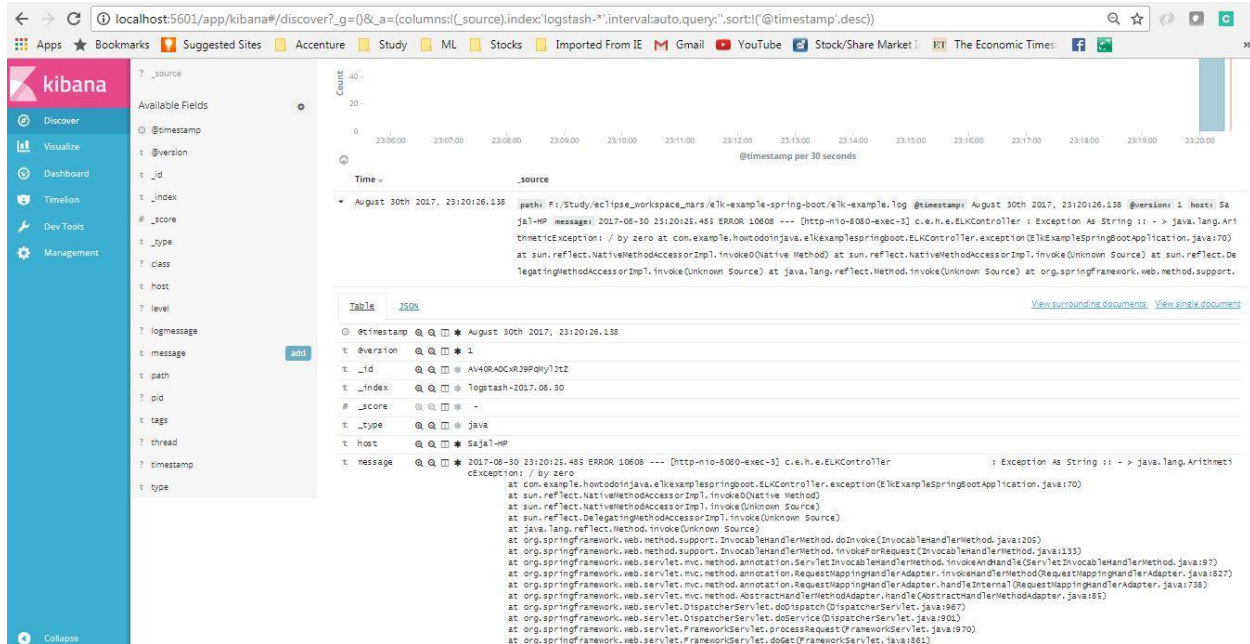 localhost:5601/app/kibana#/discover?_g=()&_a=(columns:!(_source),index:'logstash-*',interval:auto,query:'',sort:!('@timestamp',desc))
Apps Bookmarks Suggested Sites Accenture Study ML Stocks Imported From IE Gmail YouTube Stock/Share Market I ET The Economic Times: »
kibana
Discover
Visualize
Dashboard
Timelion
Dev Tools
Management
Collapse
? _source
Available Fields
@timestamp
t @version
t _id
t _index
# _score
t _type
? class
t host
? level
? logmessage
t message add
t path
? pid
t tags
? thread
? timestamp
t type
Count
40
20
0
23:06:00 23:07:00 23:08:00 23:09:00 23:10:00 23:11:00 23:12:00 23:13:00 23:14:00 23:15:00 23:16:00 23:17:00 23:18:00 23:19:00 23:20:00
@timestamp per 30 seconds
Time _source
August 30th 2017, 23:20:26.138 path: F:/Study/eclipse_workspace_mars/elk-example-spring-boot/elk-example.log @timestamp: August 30th 2017, 23:20:26.138 @version: 1 host: Sa
jal-HP message: 2017-08-30 23:20:25.485 ERROR 10608 --- [http-nio-8080-exec-3] c.e.h.e.ELKController : Exception As String :: - > java.lang.Ari
thmeticException: / by zero at com.example.howtodoinjava.elkexamplespringboot.ELKController.exception(ElkExampleSpringBootApplication.java:70)
at sun.reflect.NativeMethodAccessorImpl.invoke0(Native Method) at sun.reflect.NativeMethodAccessorImpl.invoke(Unknown Source) at sun.reflect.De
legatingMethodAccessorImpl.invoke(Unknown Source) at java.lang.reflect.Method.invoke(Unknown Source) at org.springframework.web.method.support.
Table JSON View surrounding documents View single document
@timestamp August 30th 2017, 23:20:26.138
t @version 1
t _id
t _index logstash-2017.08.30
# _score -
t _type java
t host Sajal-HP
t message 2017-08-30 23:20:25.485 ERROR 10608 --- [http-nio-8080-exec-3] c.e.h.e.ELKController : Exception As String :: - > java.lang.Arithmeti
cException: / by zero
at com.example.howtodoinjava.elkexamplespringboot.ELKController.exception(ElkExampleSpringBootApplication.java:70)
at sun.reflect.NativeMethodAccessorImpl.invoke0(Native Method)
at sun.reflect.NativeMethodAccessorImpl.invoke(Unknown Source)
at sun.reflect.DelegatingMethodAccessorImpl.invoke(Unknown Source)
at java.lang.reflect.Method.invoke(Unknown Source)
at org.springframework.web.method.support.InvocableHandlerMethod.doInvoke(InvocableHandlerMethod.java:205)
at org.springframework.web.method.support.InvocableHandlerMethod.invokeForRequest(InvocableHandlerMethod.java:133)
at org.springframework.web.servlet.mvc.method.annotation.ServletInvocableHandlerMethod.invokeAndHandle(ServletInvocableHandlerMethod.java:97)
at org.springframework.web.servlet.mvc.method.annotation.RequestMappingHandlerAdapter.invokeHandlerMethod(RequestMappingHandlerAdapter.java:827)
at org.springframework.web.servlet.mvc.method.annotation.RequestMappingHandlerAdapter.handleInternal(RequestMappingHandlerAdapter.java:738)
at org.springframework.web.servlet.mvc.method.AbstractHandlerMethodAdapter.handle(AbstractHandlerMethodAdapter.java:85)
at org.springframework.web.servlet.DispatcherServlet.doDispatch(DispatcherServlet.java:967)
at org.springframework.web.servlet.DispatcherServlet.doService(DispatcherServlet.java:901)
at org.springframework.web.servlet.FrameworkServlet.processRequest(FrameworkServlet.java:970)
at org.springframework.web.servlet.FrameworkServlet.doGet(FrameworkServlet.java:861)